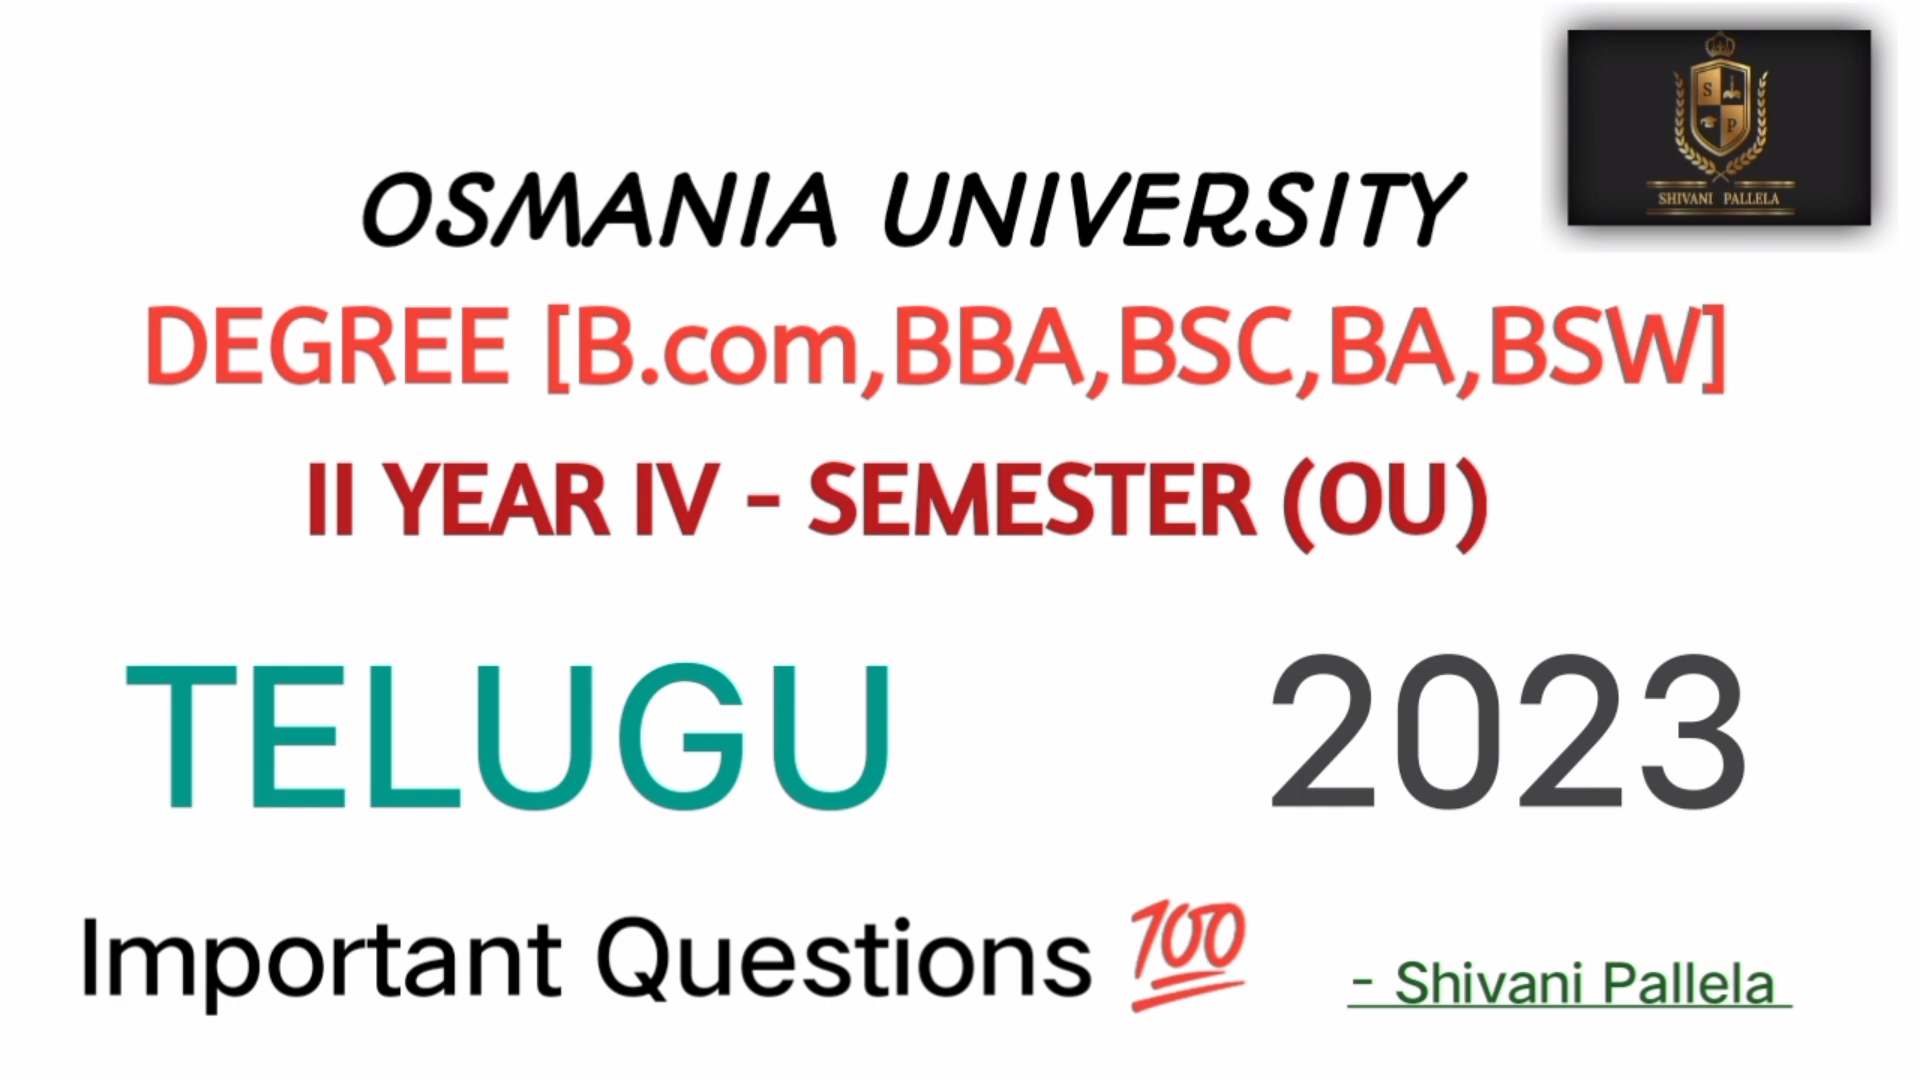 S
P
SHIVANI PALLELA
OSMANIA UNIVERSITY
DEGREE [B.com,BBA,BSC,BA,BSW]
II YEAR IV - SEMESTER (OU)
TELUGU 2023
Important Questions 💯 - Shivani Pallela